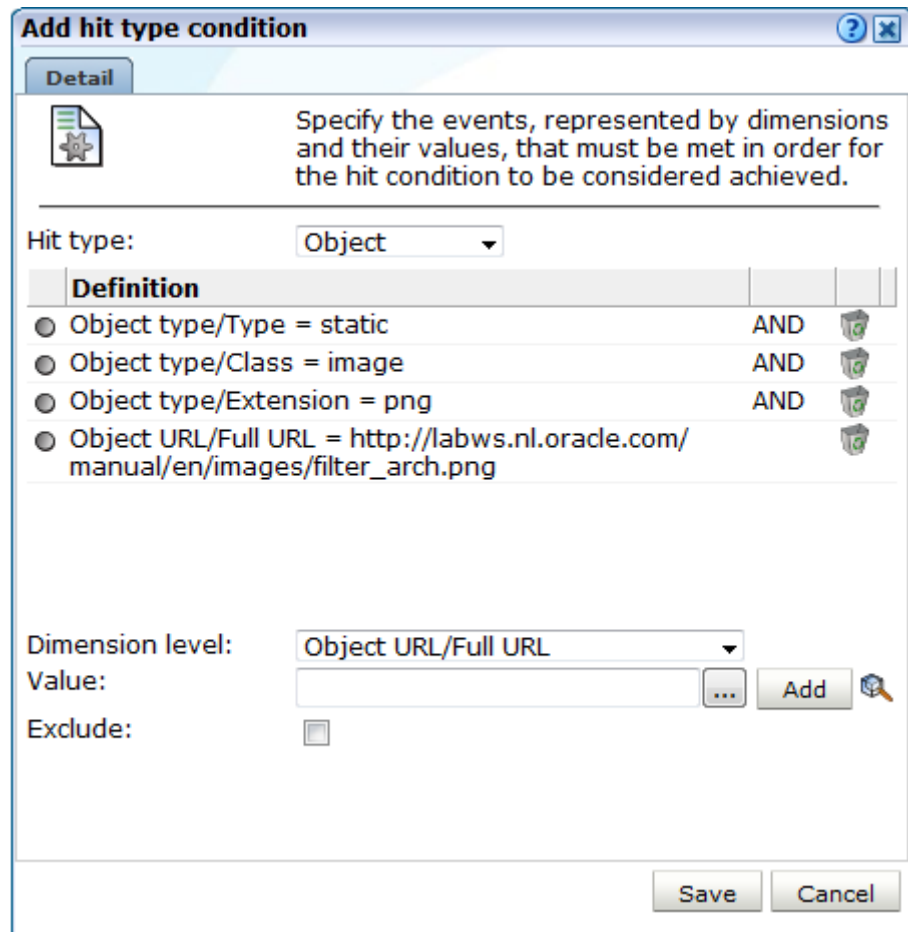 Add hit type condition
Detail
Specify the events, represented by dimensions
and their values, that must be met in order for
the hit condition to be considered achieved.
Hit type: Object
Definition
Object type/Type = static AND
Object type/Class = image AND
Object type/Extension = png AND
Object URL/Full URL = http://labws.nl.oracle.com/
manual/en/images/filter_arch.png
Dimension level: Object URL/Full URL
Value: ... Add
Exclude:
Save Cancel